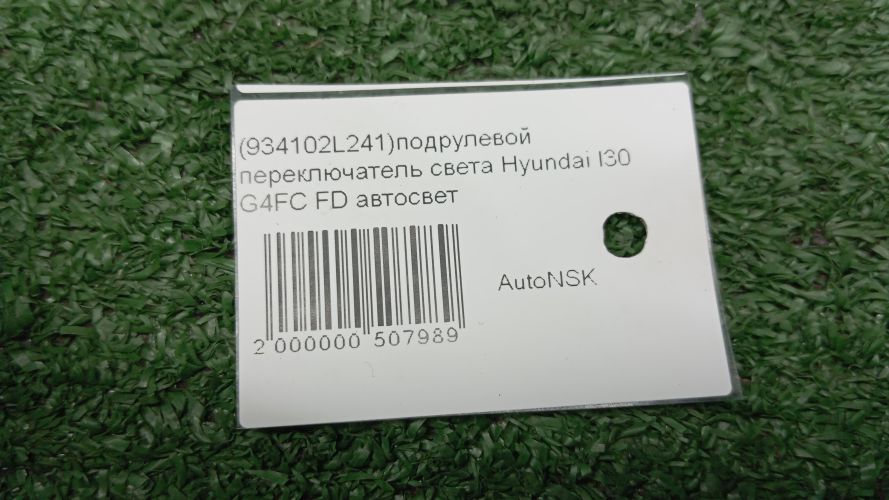 (934102L241)подрулевой
переключатель света Hyundai I30
G4FC FD автосвет
AutoNSK
2 000000 507989